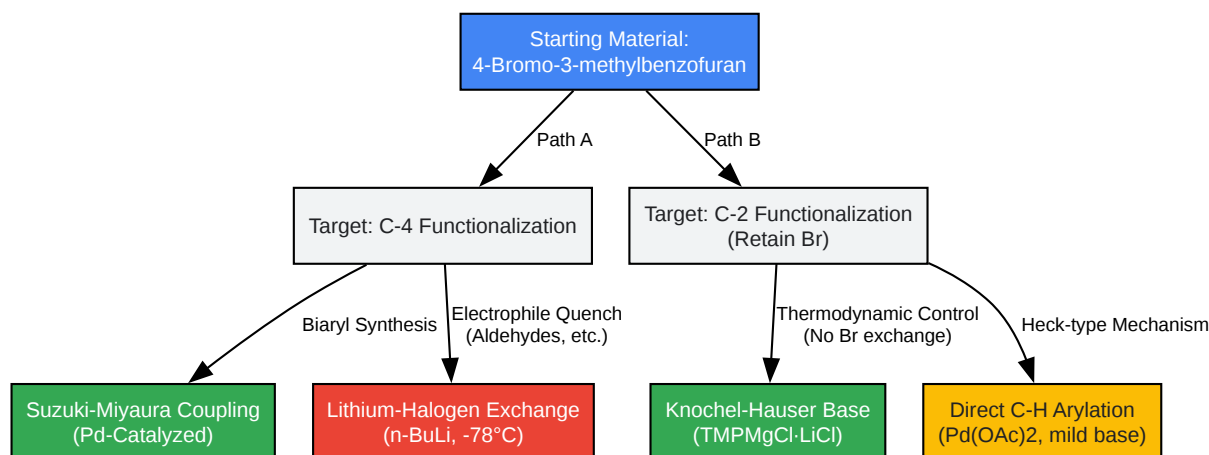 Starting Material:
4-Bromo-3-methylbenzofuran
Path A
Path B
Target: C-4 Functionalization
Target: C-2 Functionalization
(Retain Br)
Biaryl Synthesis
Electrophile Quench
(Aldehydes, etc.)
Thermodynamic Control
(No Br exchange)
Heck-type Mechanism
Suzuki-Miyaura Coupling
(Pd-Catalyzed)
Lithium-Halogen Exchange
(n-BuLi, -78°C)
Knochel-Hauser Base
(TMPMgCl·LiCl)
Direct C-H Arylation
(Pd(OAc)2, mild base)